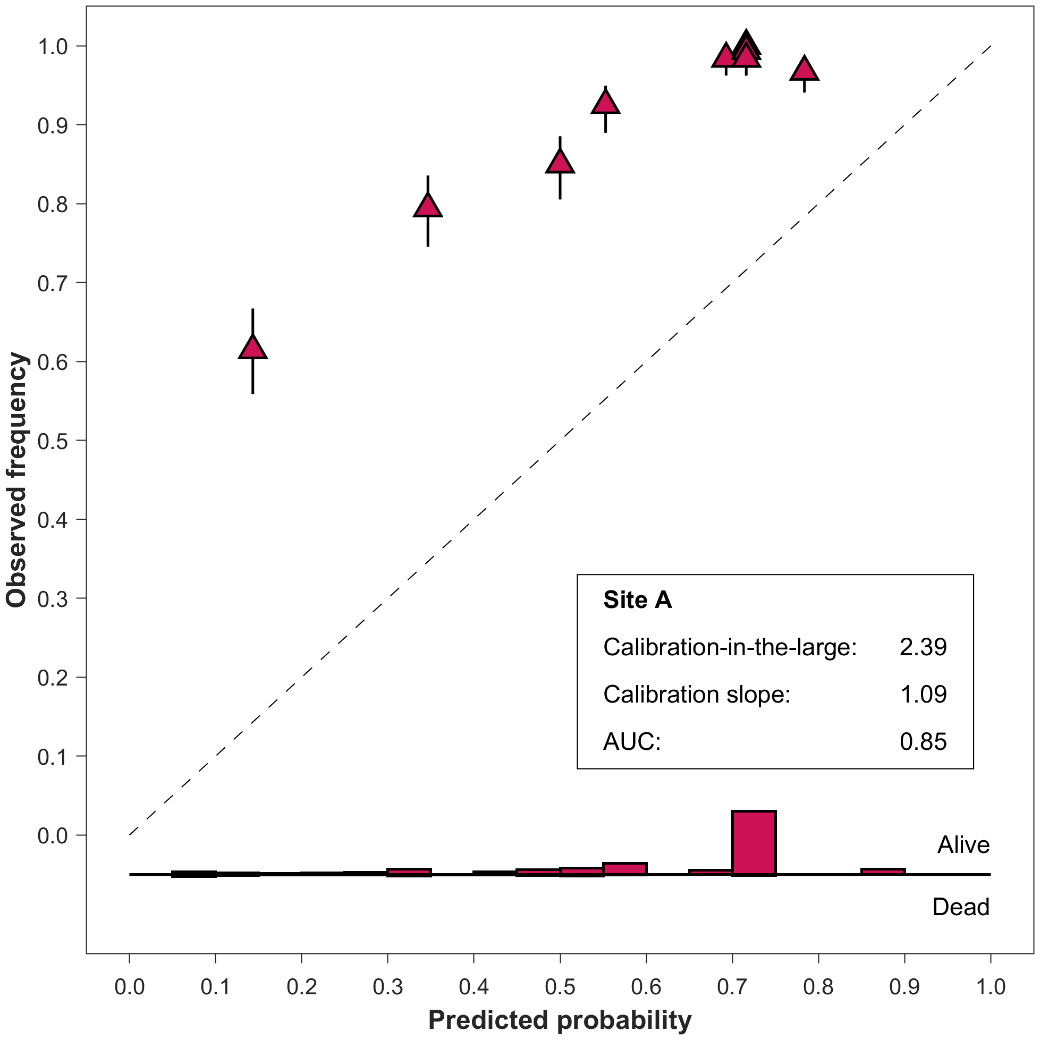 1.0
0.9
0.8
0.7
0.6
0.5
0.4
0.3
0.2
0.1
0.0
Observed frequency
Site A
Calibration-in-the-large: 2.39
Calibration slope: 1.09
AUC: 0.85
Alive
Dead
0.0 0.1 0.2 0.3 0.4 0.5 0.6 0.7 0.8 0.9 1.0
Predicted probability